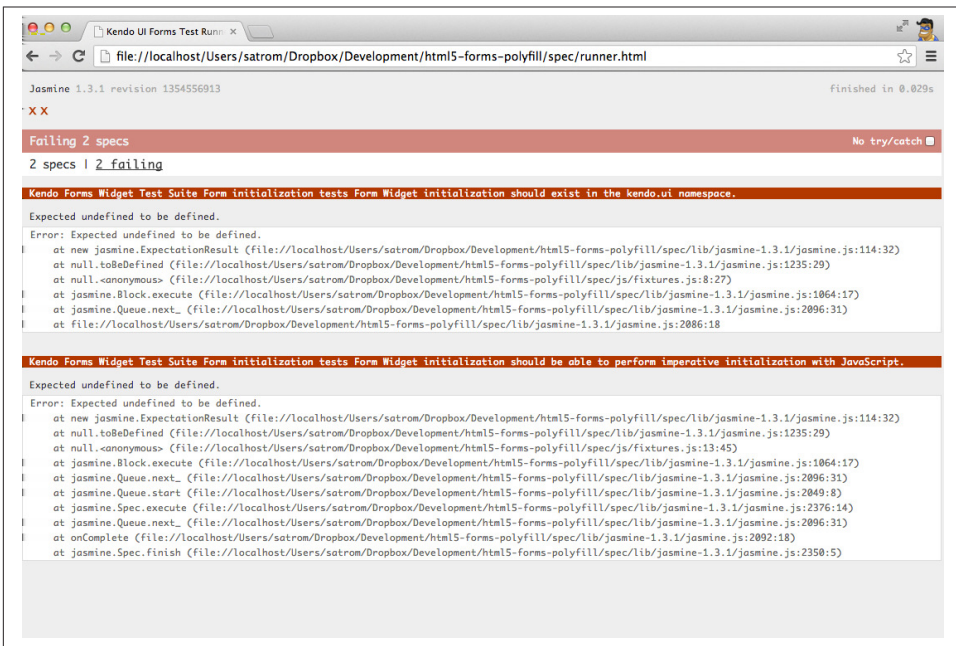 Kendo UI Forms Test Runn
file://localhost/Users/satrom/Dropbox/Development/html5-forms-polyfill/spec/runner.html
Jasmine 1.3.1 revision 1354556913 finished in 0.029s
x x
Failing 2 specs No try/catch
2 specs | 2 failing
Kendo Forms Widget Test Suite Form initialization tests Form Widget initialization should exist in the kendo.ui namespace.
Expected undefined to be defined.
Error: Expected undefined to be defined.
at new jasmine.ExpectationResult (file://localhost/Users/satrom/Dropbox/Development/html5-forms-polyfill/spec/lib/jasmine-1.3.1/jasmine.js:114:32)
at null.toBeDefined (file://localhost/Users/satrom/Dropbox/Development/html5-forms-polyfill/spec/lib/jasmine-1.3.1/jasmine.js:1235:29)
at null.<anonymous> (file://localhost/Users/satrom/Dropbox/Development/html5-forms-polyfill/spec/js/fixtures.js:8:27)
at jasmine.Block.execute (file://localhost/Users/satrom/Dropbox/Development/html5-forms-polyfill/spec/lib/jasmine-1.3.1/jasmine.js:1064:17)
at jasmine.Queue.next_ (file://localhost/Users/satrom/Dropbox/Development/html5-forms-polyfill/spec/lib/jasmine-1.3.1/jasmine.js:2096:31)
at file://localhost/Users/satrom/Dropbox/Development/html5-forms-polyfill/spec/lib/jasmine-1.3.1/jasmine.js:2086:18
Kendo Forms Widget Test Suite Form initialization tests Form Widget initialization should be able to perform imperative initialization with JavaScript.
Expected undefined to be defined.
Error: Expected undefined to be defined.
at new jasmine.ExpectationResult (file://localhost/Users/satrom/Dropbox/Development/html5-forms-polyfill/spec/lib/jasmine-1.3.1/jasmine.js:114:32)
at null.toBeDefined (file://localhost/Users/satrom/Dropbox/Development/html5-forms-polyfill/spec/lib/jasmine-1.3.1/jasmine.js:1235:29)
at null.<anonymous> (file://localhost/Users/satrom/Dropbox/Development/html5-forms-polyfill/spec/js/fixtures.js:13:45)
at jasmine.Block.execute (file://localhost/Users/satrom/Dropbox/Development/html5-forms-polyfill/spec/lib/jasmine-1.3.1/jasmine.js:1064:17)
at jasmine.Queue.next_ (file://localhost/Users/satrom/Dropbox/Development/html5-forms-polyfill/spec/lib/jasmine-1.3.1/jasmine.js:2096:31)
at jasmine.Queue.start (file://localhost/Users/satrom/Dropbox/Development/html5-forms-polyfill/spec/lib/jasmine-1.3.1/jasmine.js:2049:8)
at jasmine.Spec.execute (file://localhost/Users/satrom/Dropbox/Development/html5-forms-polyfill/spec/lib/jasmine-1.3.1/jasmine.js:2376:14)
at jasmine.Queue.next_ (file://localhost/Users/satrom/Dropbox/Development/html5-forms-polyfill/spec/lib/jasmine-1.3.1/jasmine.js:2096:31)
at onComplete (file://localhost/Users/satrom/Dropbox/Development/html5-forms-polyfill/spec/lib/jasmine-1.3.1/jasmine.js:2092:18)
at jasmine.Spec.finish (file://localhost/Users/satrom/Dropbox/Development/html5-forms-polyfill/spec/lib/jasmine-1.3.1/jasmine.js:2350:5)